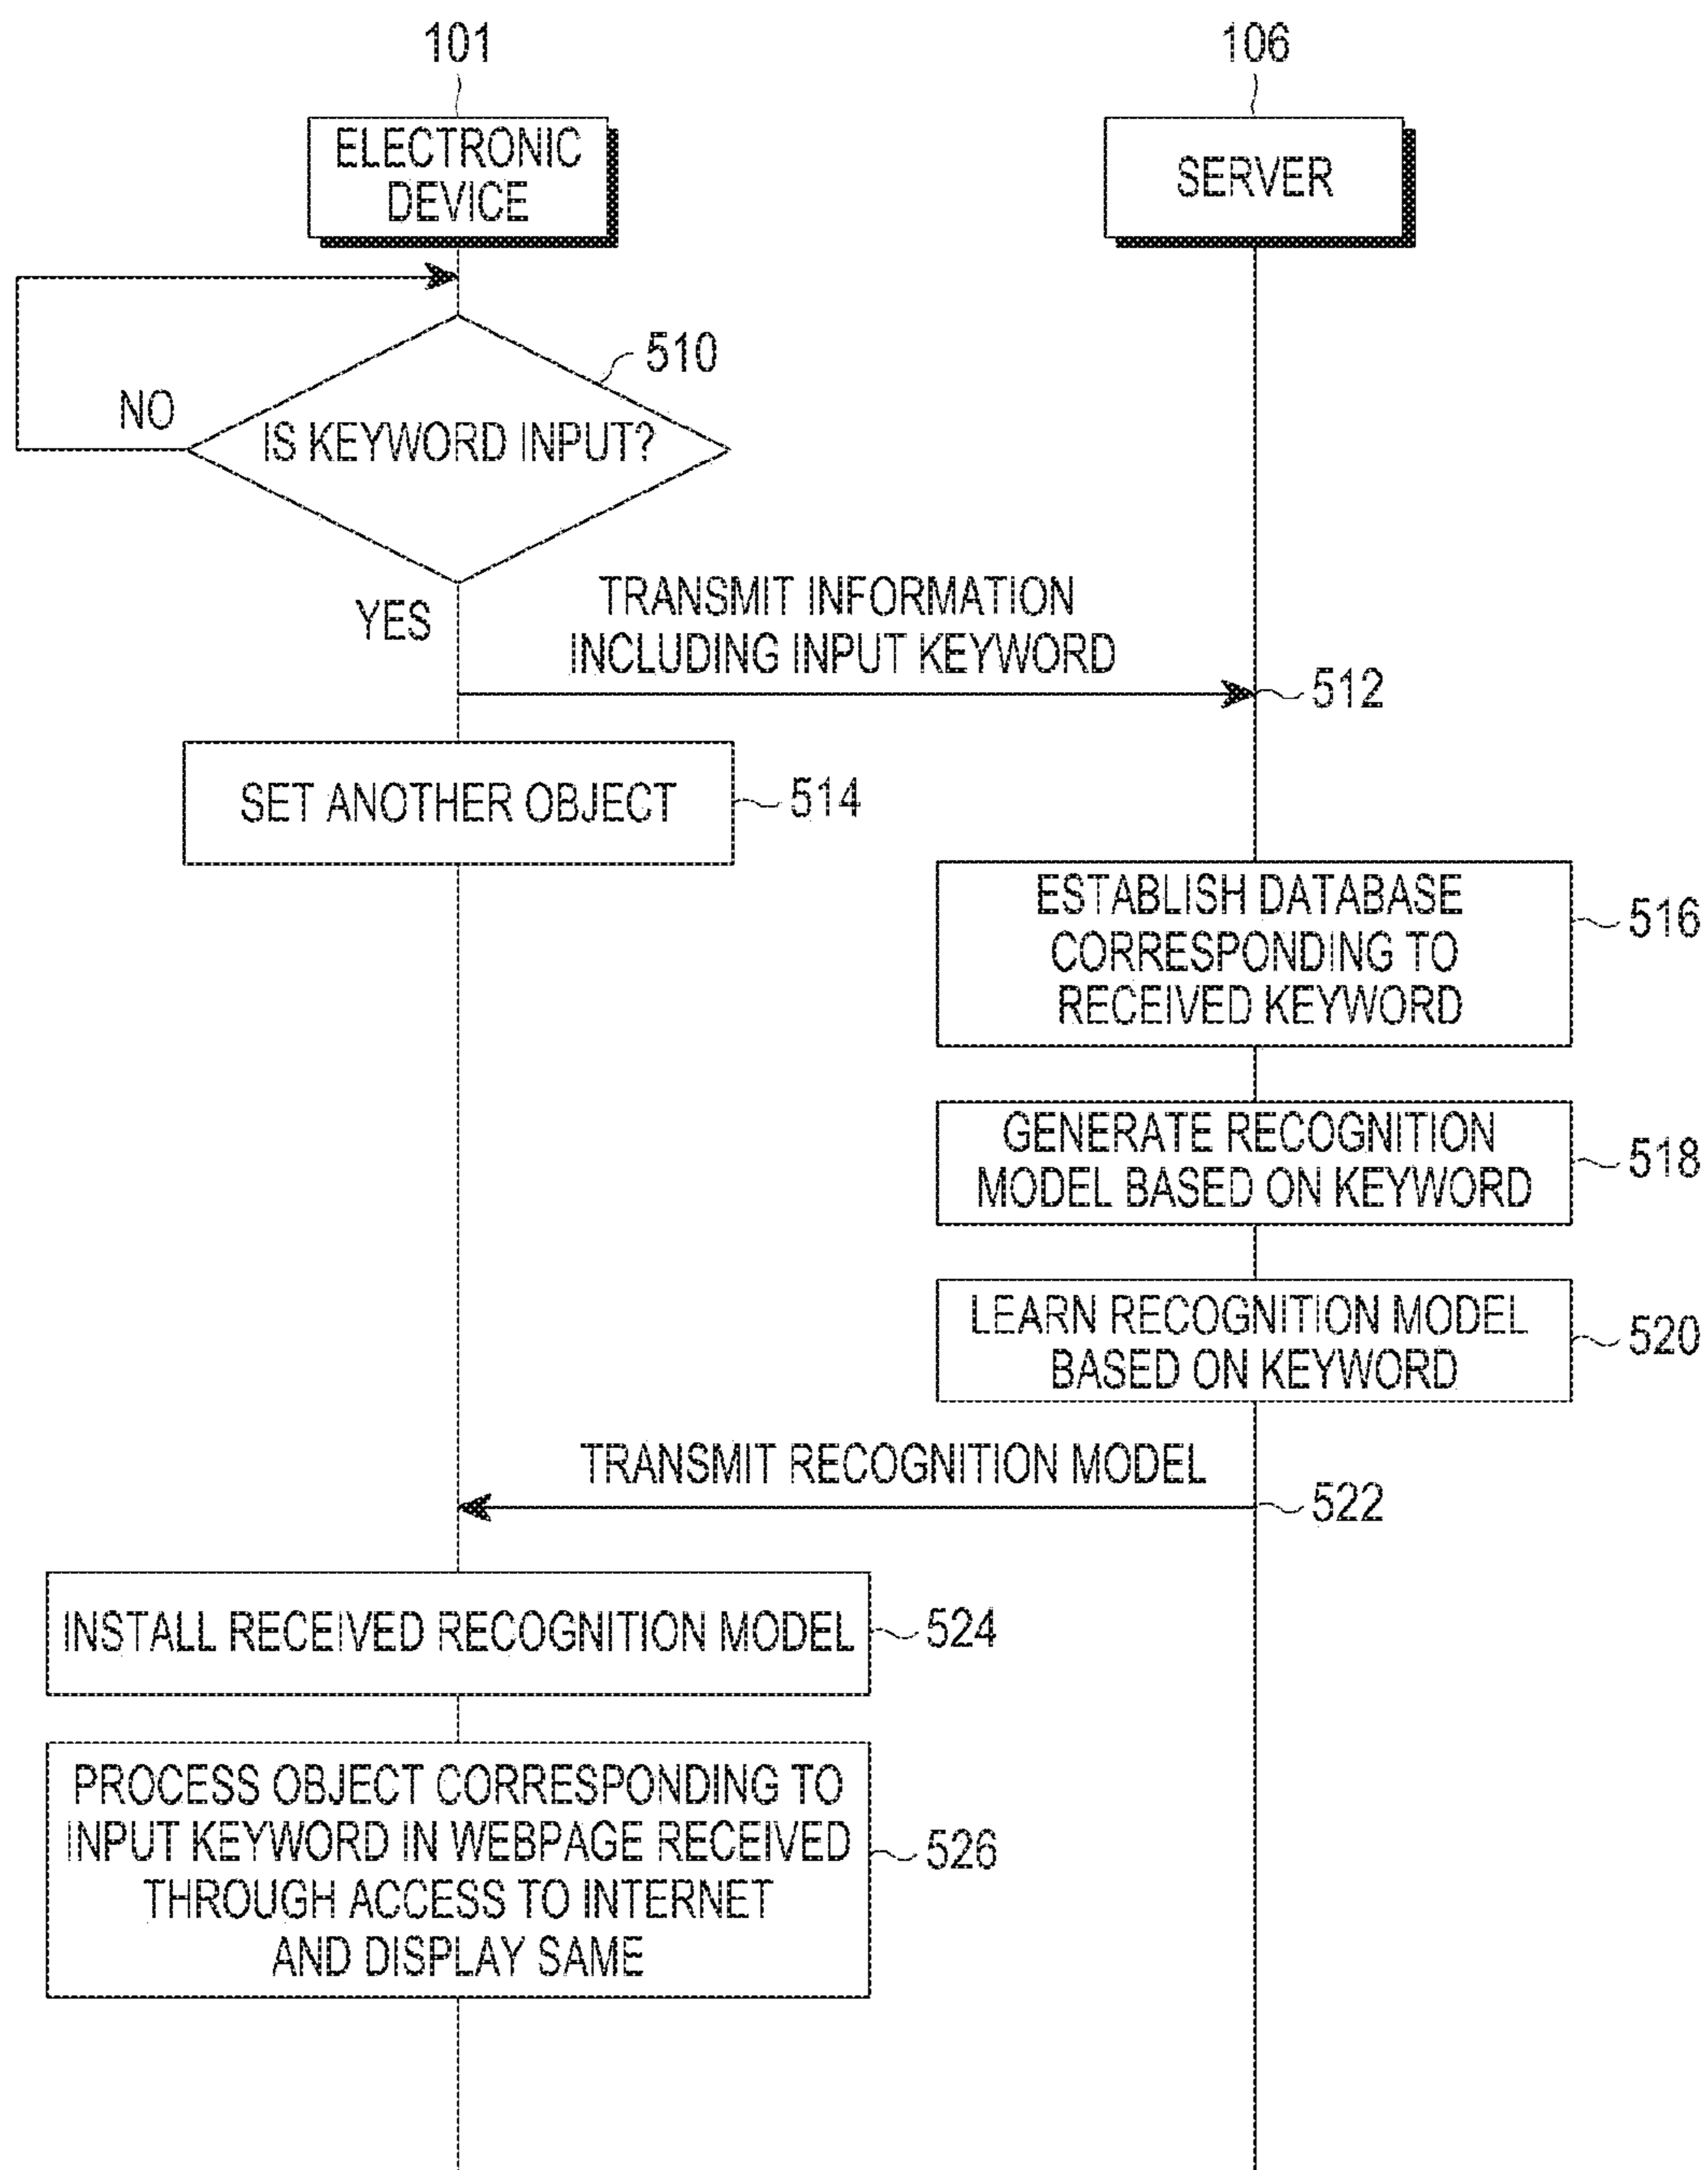 101
106
ELECTRONIC
DEVICE
SERVER
510
NO
IS KEYWORD INPUT?
YES
TRANSMIT INFORMATION
INCLUDING INPUT KEYWORD
512
SET ANOTHER OBJECT
514
ESTABLISH DATABASE
CORRESPONDING TO
RECEIVED KEYWORD
516
GENERATE RECOGNITION
MODEL BASED ON KEYWORD
518
LEARN RECOGNITION MODEL
BASED ON KEYWORD
520
TRANSMIT RECOGNITION MODEL
522
INSTALL RECEIVED RECOGNITION MODEL
524
PROCESS OBJECT CORRESPONDING TO
INPUT KEYWORD IN WEBPAGE RECEIVED
THROUGH ACCESS TO INTERNET
AND DISPLAY SAME
526